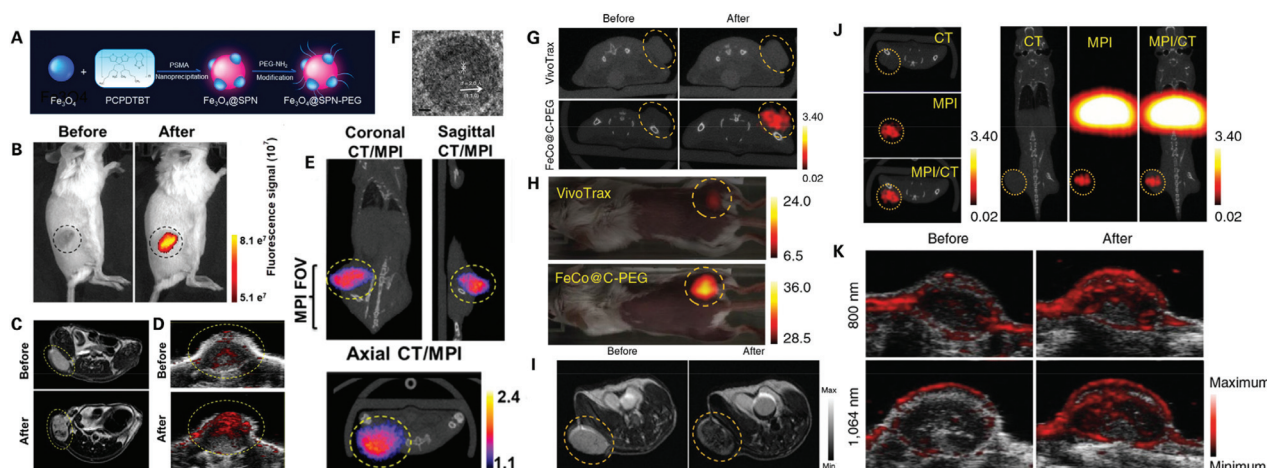 A
Fe3O4
+
PCPDTBT
PSMA
Nanoprecipitation
Fe3O4@SPN
PEG-NH2
Modification
Fe3O4@SPN-PEG
B
Before
After
Fluorescence signal (10⁷)
8.1 e⁷
5.1 e⁷
C
Before
After
D
Before
After
E
Coronal
CT/MPI
Sagittal
CT/MPI
MPI FOV
Axial CT/MPI
2.4
1.1
F
G
Before
After
VivoTrax
FeCo@C-PEG
3.40
0.02
H
VivoTrax
24.0
6.5
FeCo@C-PEG
36.0
28.5
I
Before
After
Max
Min
J
CT
MPI
MPI/CT
3.40
0.02
CT
MPI
MPI/CT
3.40
0.02
K
Before
After
800 nm
1,064 nm
Maximum
Minimum